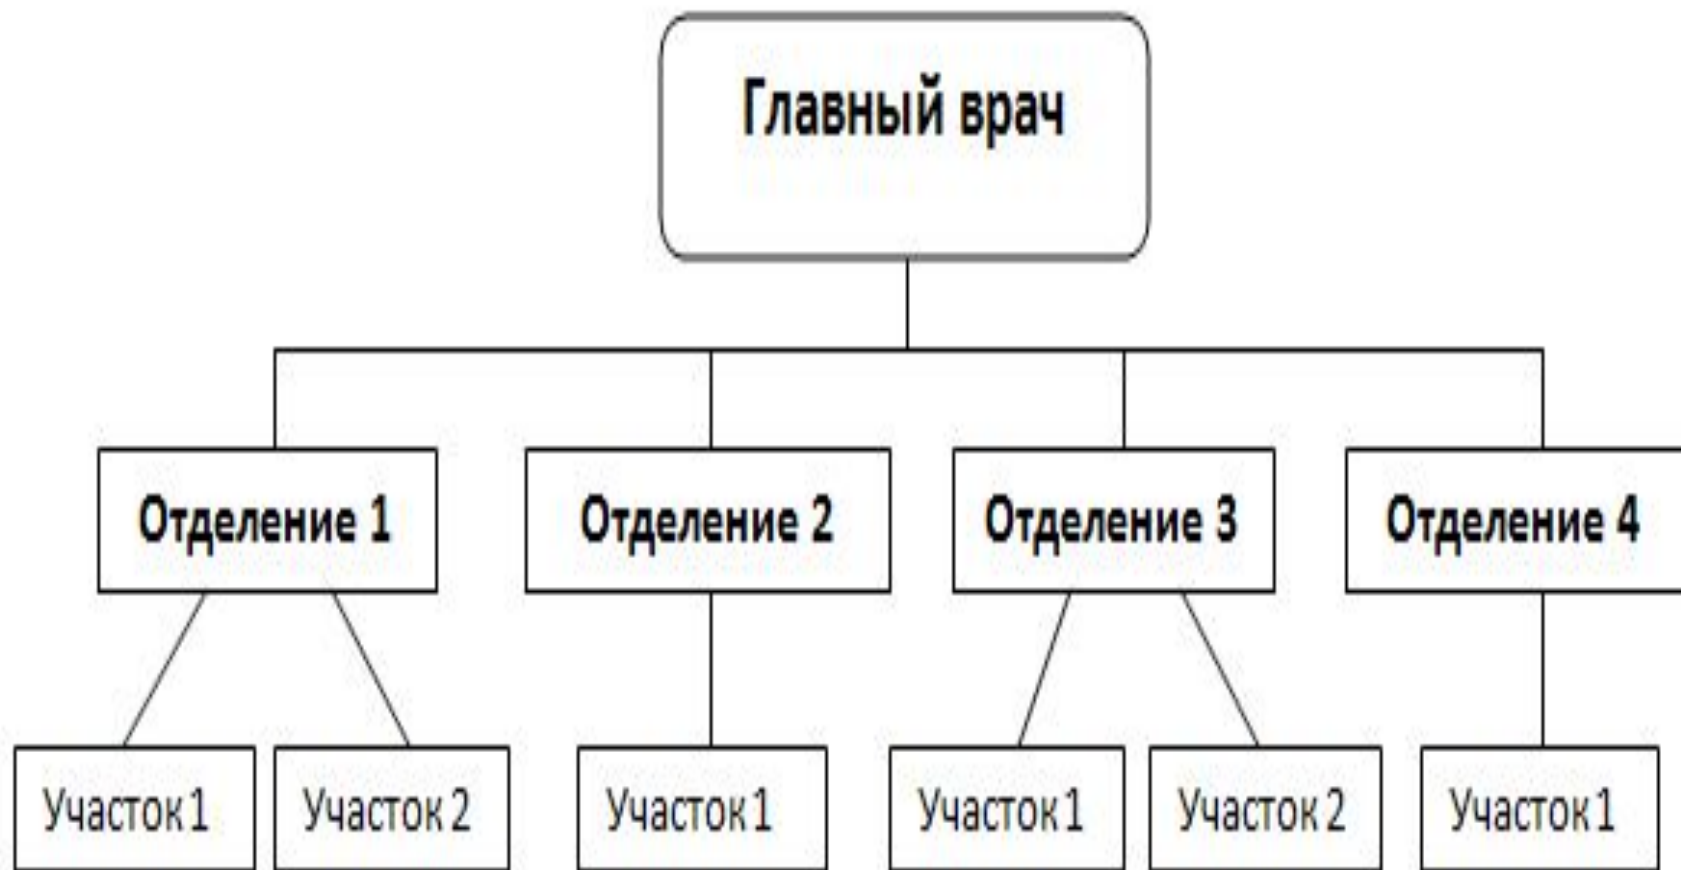 Главный врач
Отделение 1
Отделение 2
Отделение 3
Отделение 4
Участок 1
Участок 2
Участок 1
Участок 1
Участок 2
Участок 1